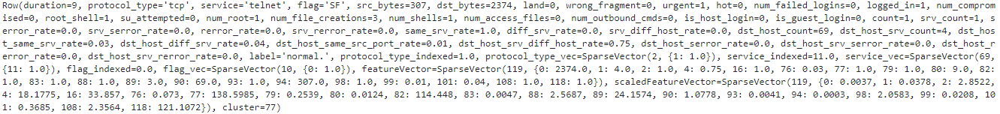 Row(duration=9, protocol_type='tcp', service='telnet', flag='SF', src_bytes=307, dst_bytes=2374, land=0, wrong_fragment=0, urgent=1, hot=0, num_failed_logins=0, logged_in=1, num_comprom
ised=0, root_shell=1, su_attempted=0, num_root=1, num_file_creations=3, num_shells=1, num_access_files=0, num_outbound_cmds=0, is_host_login=0, is_guest_login=0, count=1, srv_count=1, s
error_rate=0.0, srv_serror_rate=0.0, rerror_rate=0.0, srv_rerror_rate=0.0, same_srv_rate=1.0, diff_srv_rate=0.0, srv_diff_host_rate=0.0, dst_host_count=69, dst_host_srv_count=4, dst_hos
t_same_srv_rate=0.03, dst_host_diff_srv_rate=0.04, dst_host_same_src_port_rate=0.01, dst_host_srv_diff_host_rate=0.75, dst_host_serror_rate=0.0, dst_host_srv_serror_rate=0.0, dst_host_r
error_rate=0.0, dst_host_srv_rerror_rate=0.0, label='normal.', protocol_type_indexed=1.0, protocol_type_vec=SparseVector(2, {1: 1.0}), service_indexed=11.0, service_vec=SparseVector(69,
{11: 1.0}), flag_indexed=0.0, flag_vec=SparseVector(10, {0: 1.0}), featureVector=SparseVector(119, {0: 2374.0, 1: 4.0, 2: 1.0, 4: 0.75, 16: 1.0, 76: 0.03, 77: 1.0, 79: 1.0, 80: 9.0, 82:
1.0, 83: 1.0, 88: 1.0, 89: 3.0, 90: 69.0, 93: 1.0, 94: 307.0, 98: 1.0, 99: 0.01, 101: 0.04, 108: 1.0, 118: 1.0}), scaledFeatureVector=SparseVector(119, {0: 0.0037, 1: 0.0378, 2: 2.8522,
4: 18.1775, 16: 33.857, 76: 0.073, 77: 138.5985, 79: 0.2539, 80: 0.0124, 82: 114.448, 83: 0.0047, 88: 2.5687, 89: 24.1574, 90: 1.0778, 93: 0.0041, 94: 0.0003, 98: 2.0583, 99: 0.0208, 10
1: 0.3685, 108: 2.3564, 118: 121.1072}), cluster=77)